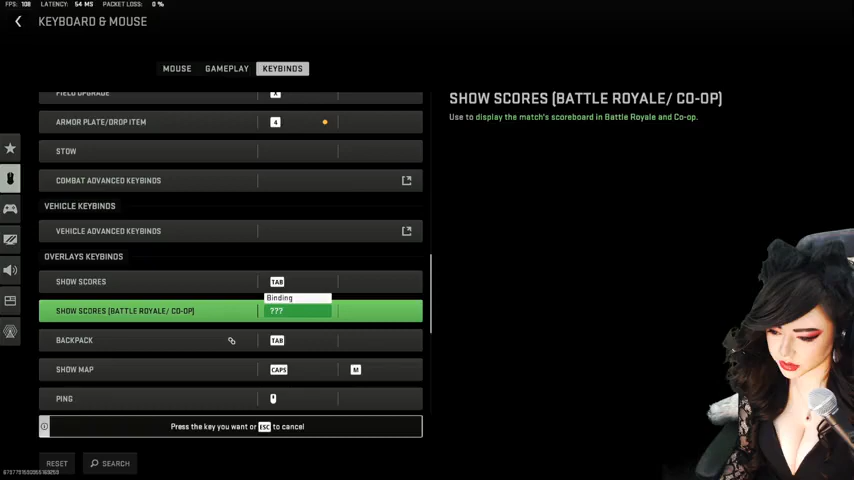 FPS: 108 LATENCY: 54 MS PACKET LOSS: 0 %
KEYBOARD & MOUSE
MOUSE GAMEPLAY KEYBINDS
FIELD UPGRADE X
ARMOR PLATE/DROP ITEM 4
STOW
COMBAT ADVANCED KEYBINDS
VEHICLE KEYBINDS
VEHICLE ADVANCED KEYBINDS
OVERLAYS KEYBINDS
SHOW SCORES TAB
Binding
SHOW SCORES (BATTLE ROYALE/ CO-OP) ???
BACKPACK TAB
SHOW MAP CAPS M
PING
Press the key you want or ESC to cancel
RESET SEARCH
SHOW SCORES (BATTLE ROYALE/ CO-OP)
Use to display the match's scoreboard in Battle Royale and Co-op.